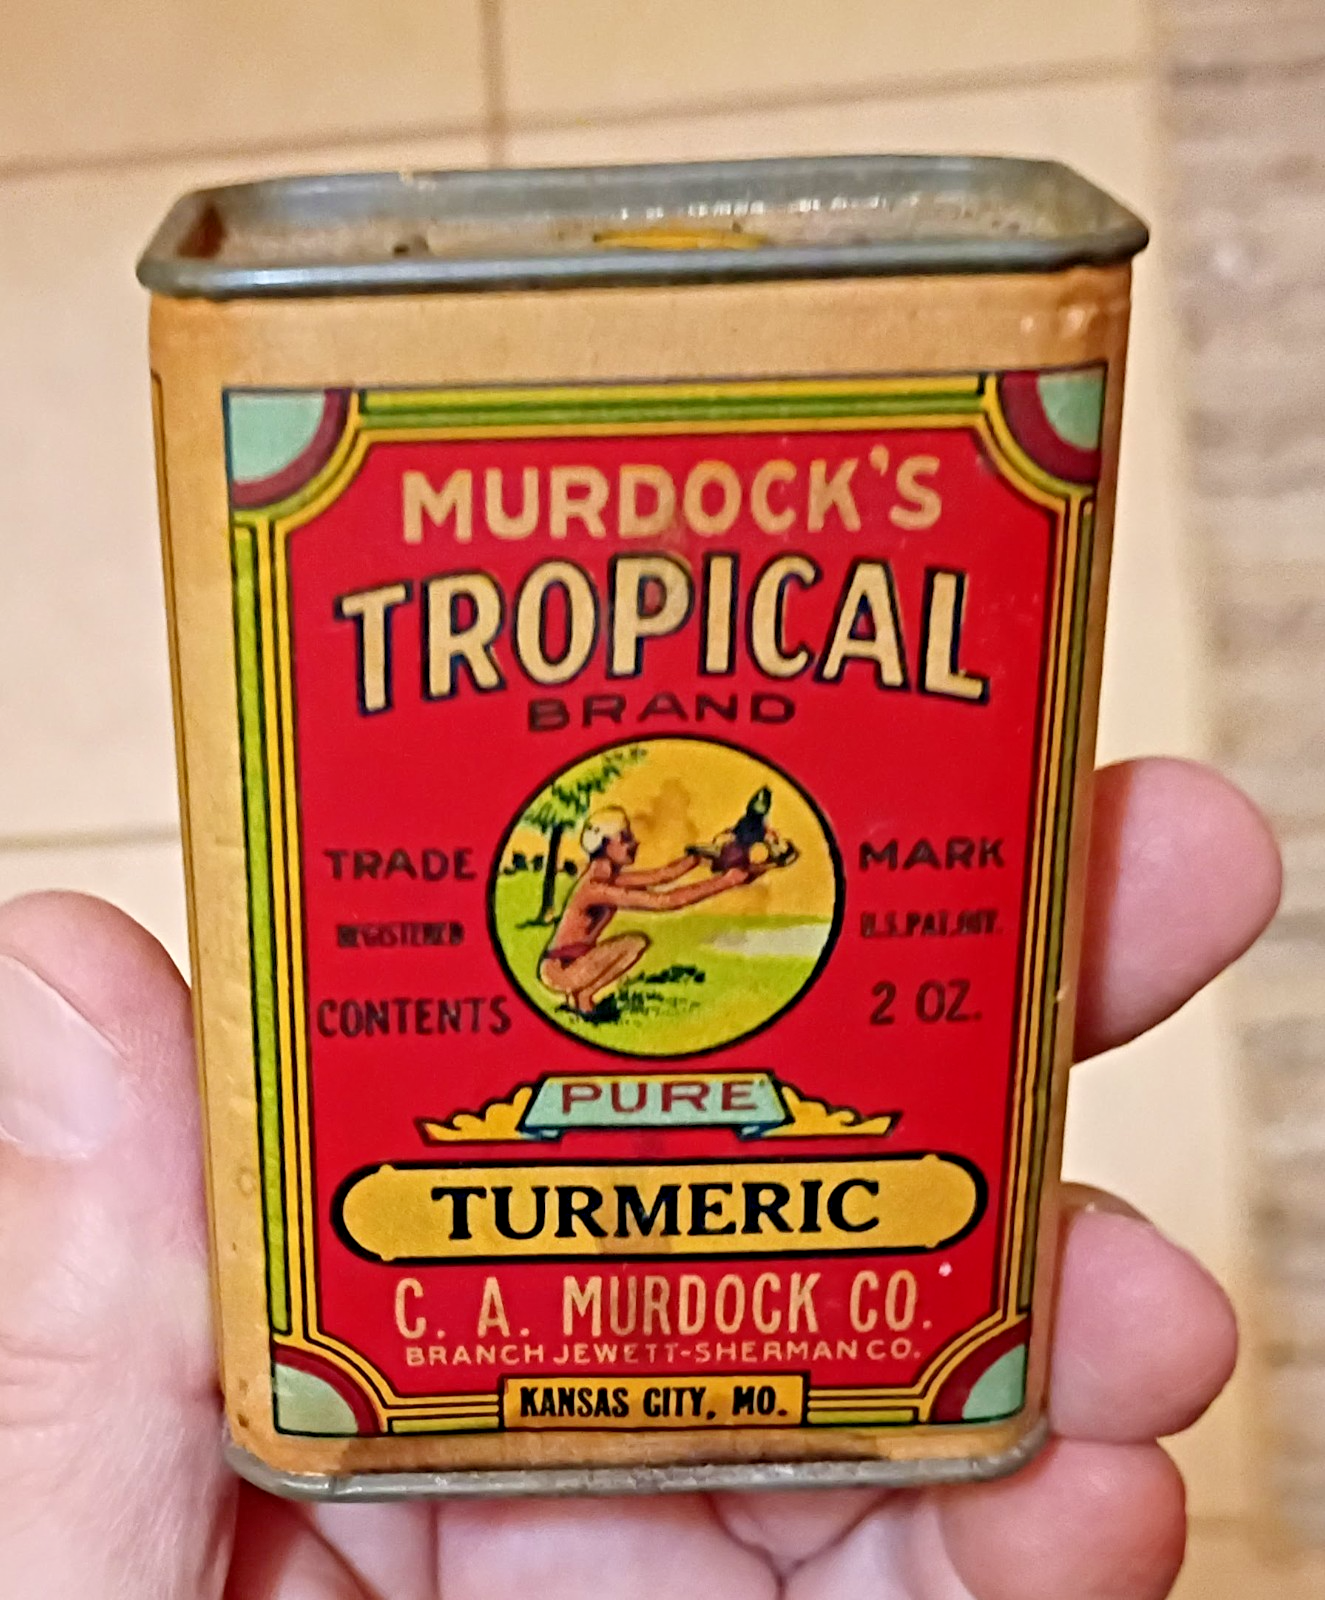 MURDOCK'S
TROPICAL
BRAND
TRADE MARK
REGISTERED U.S.PAT.OFF.
CONTENTS 2 OZ.
PURE
TURMERIC
C. A. MURDOCK CO.
BRANCH JEWETT-SHERMAN CO.
KANSAS CITY, MO.